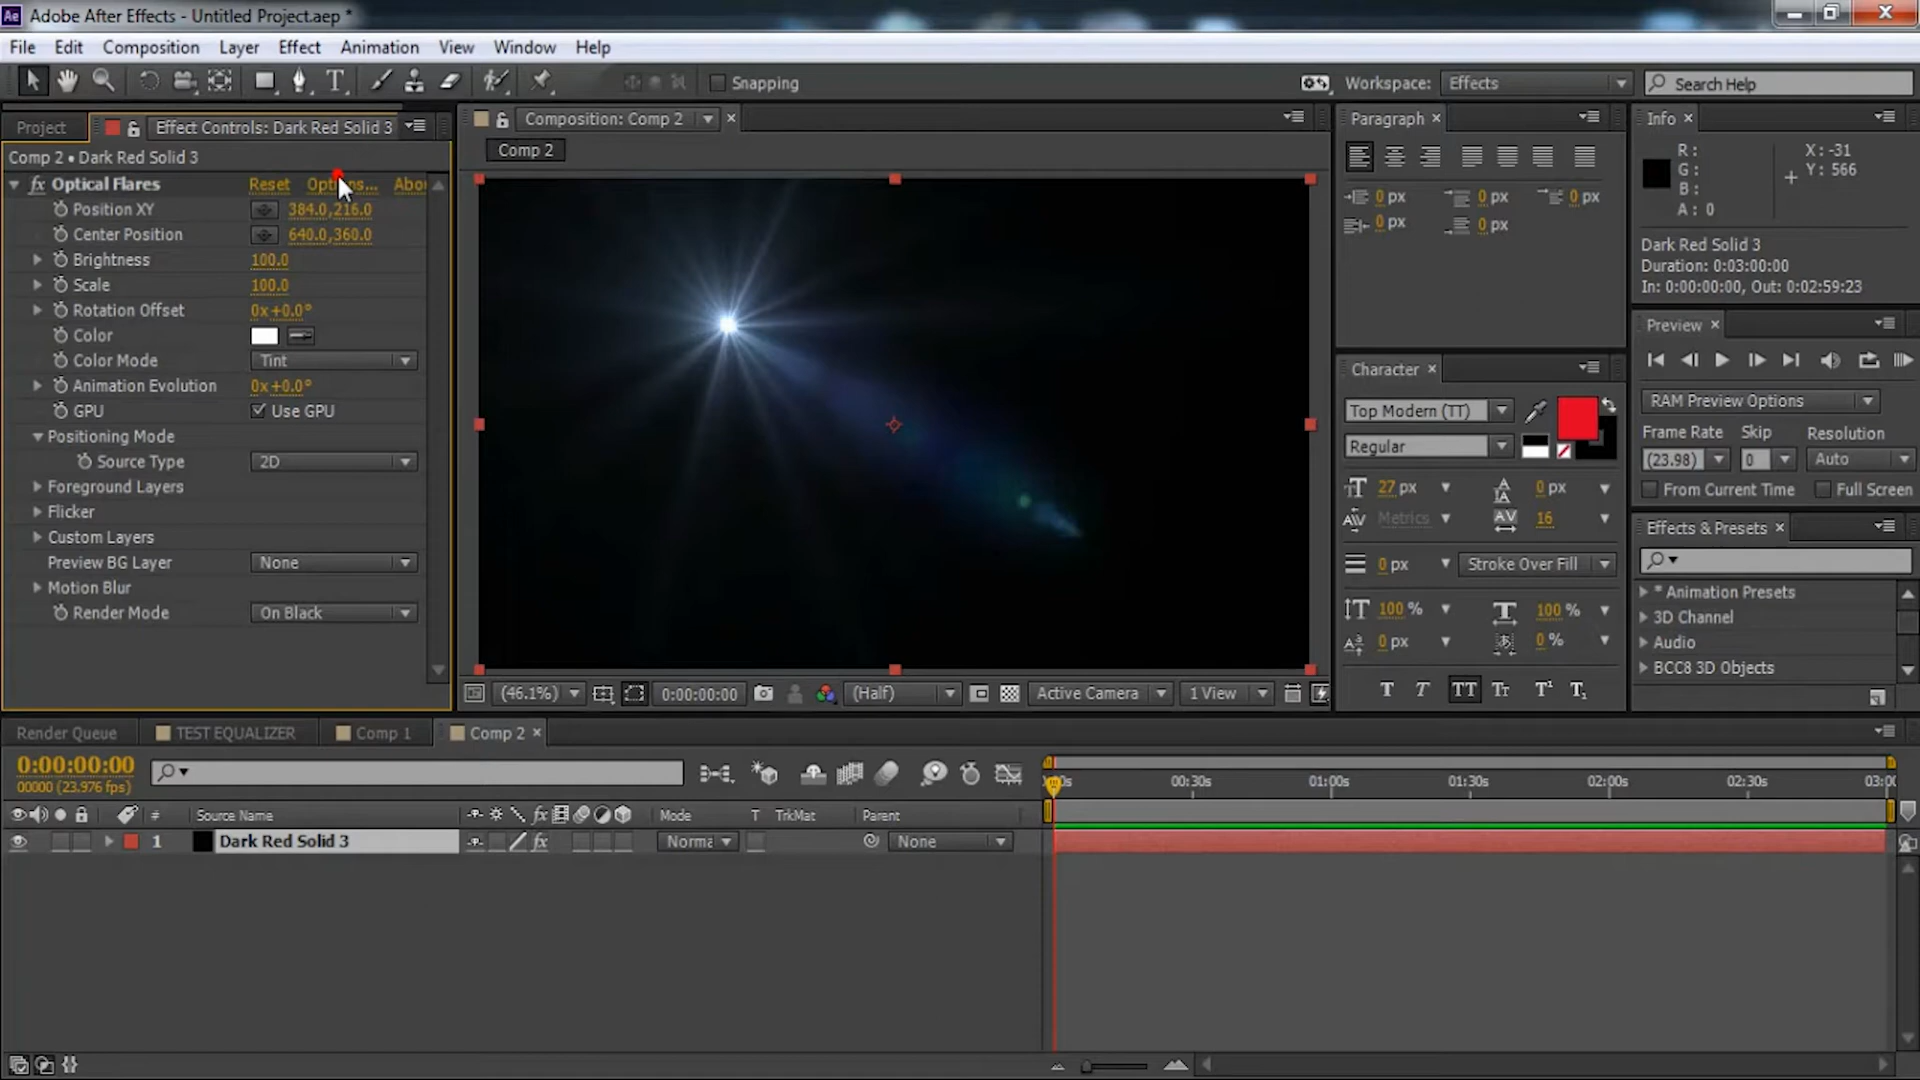 Adobe After Effects - Untitled Project.aep *
File Edit Composition Layer Effect Animation View Window Help
Snapping
Workspace: Effects
Search Help
Project
Effect Controls: Dark Red Solid 3
Comp 2 • Dark Red Solid 3
fx Optical Flares Reset Options... Abou
Position XY 384.0,216.0
Center Position 640.0,360.0
Brightness 100.0
Scale 100.0
Rotation Offset 0x+0.0°
Color
Color Mode Tint
Animation Evolution 0x+0.0°
GPU Use GPU
Positioning Mode
Source Type 2D
Foreground Layers
Flicker
Custom Layers
Preview BG Layer None
Motion Blur
Render Mode On Black
Composition: Comp 2
Comp 2
(46.1%) 0:00:00:00 (Half) Active Camera 1 View
Paragraph
0 px 0 px 0 px
0 px 0 px
Character
Top Modern (TT)
Regular
27 px 0 px
Metrics 16
0 px Stroke Over Fill
100 % 100 %
0 px 0 %
T T TT Tr T¹ T₁
Info
R: X: -31
G: Y: 566
B:
A: 0
Dark Red Solid 3
Duration: 0:03:00:00
In: 0:00:00:00, Out: 0:02:59:23
Preview
RAM Preview Options
Frame Rate Skip Resolution
(23.98) 0 Auto
From Current Time Full Screen
Effects & Presets
* Animation Presets
3D Channel
Audio
BCC8 3D Objects
Render Queue TEST EQUALIZER Comp 1 Comp 2
0:00:00:00
00000 (23.976 fps)
00s 00:30s 01:00s 01:30s 02:00s 02:30s 03:00
# Source Name Mode T TrkMat Parent
1 Dark Red Solid 3 Norma None